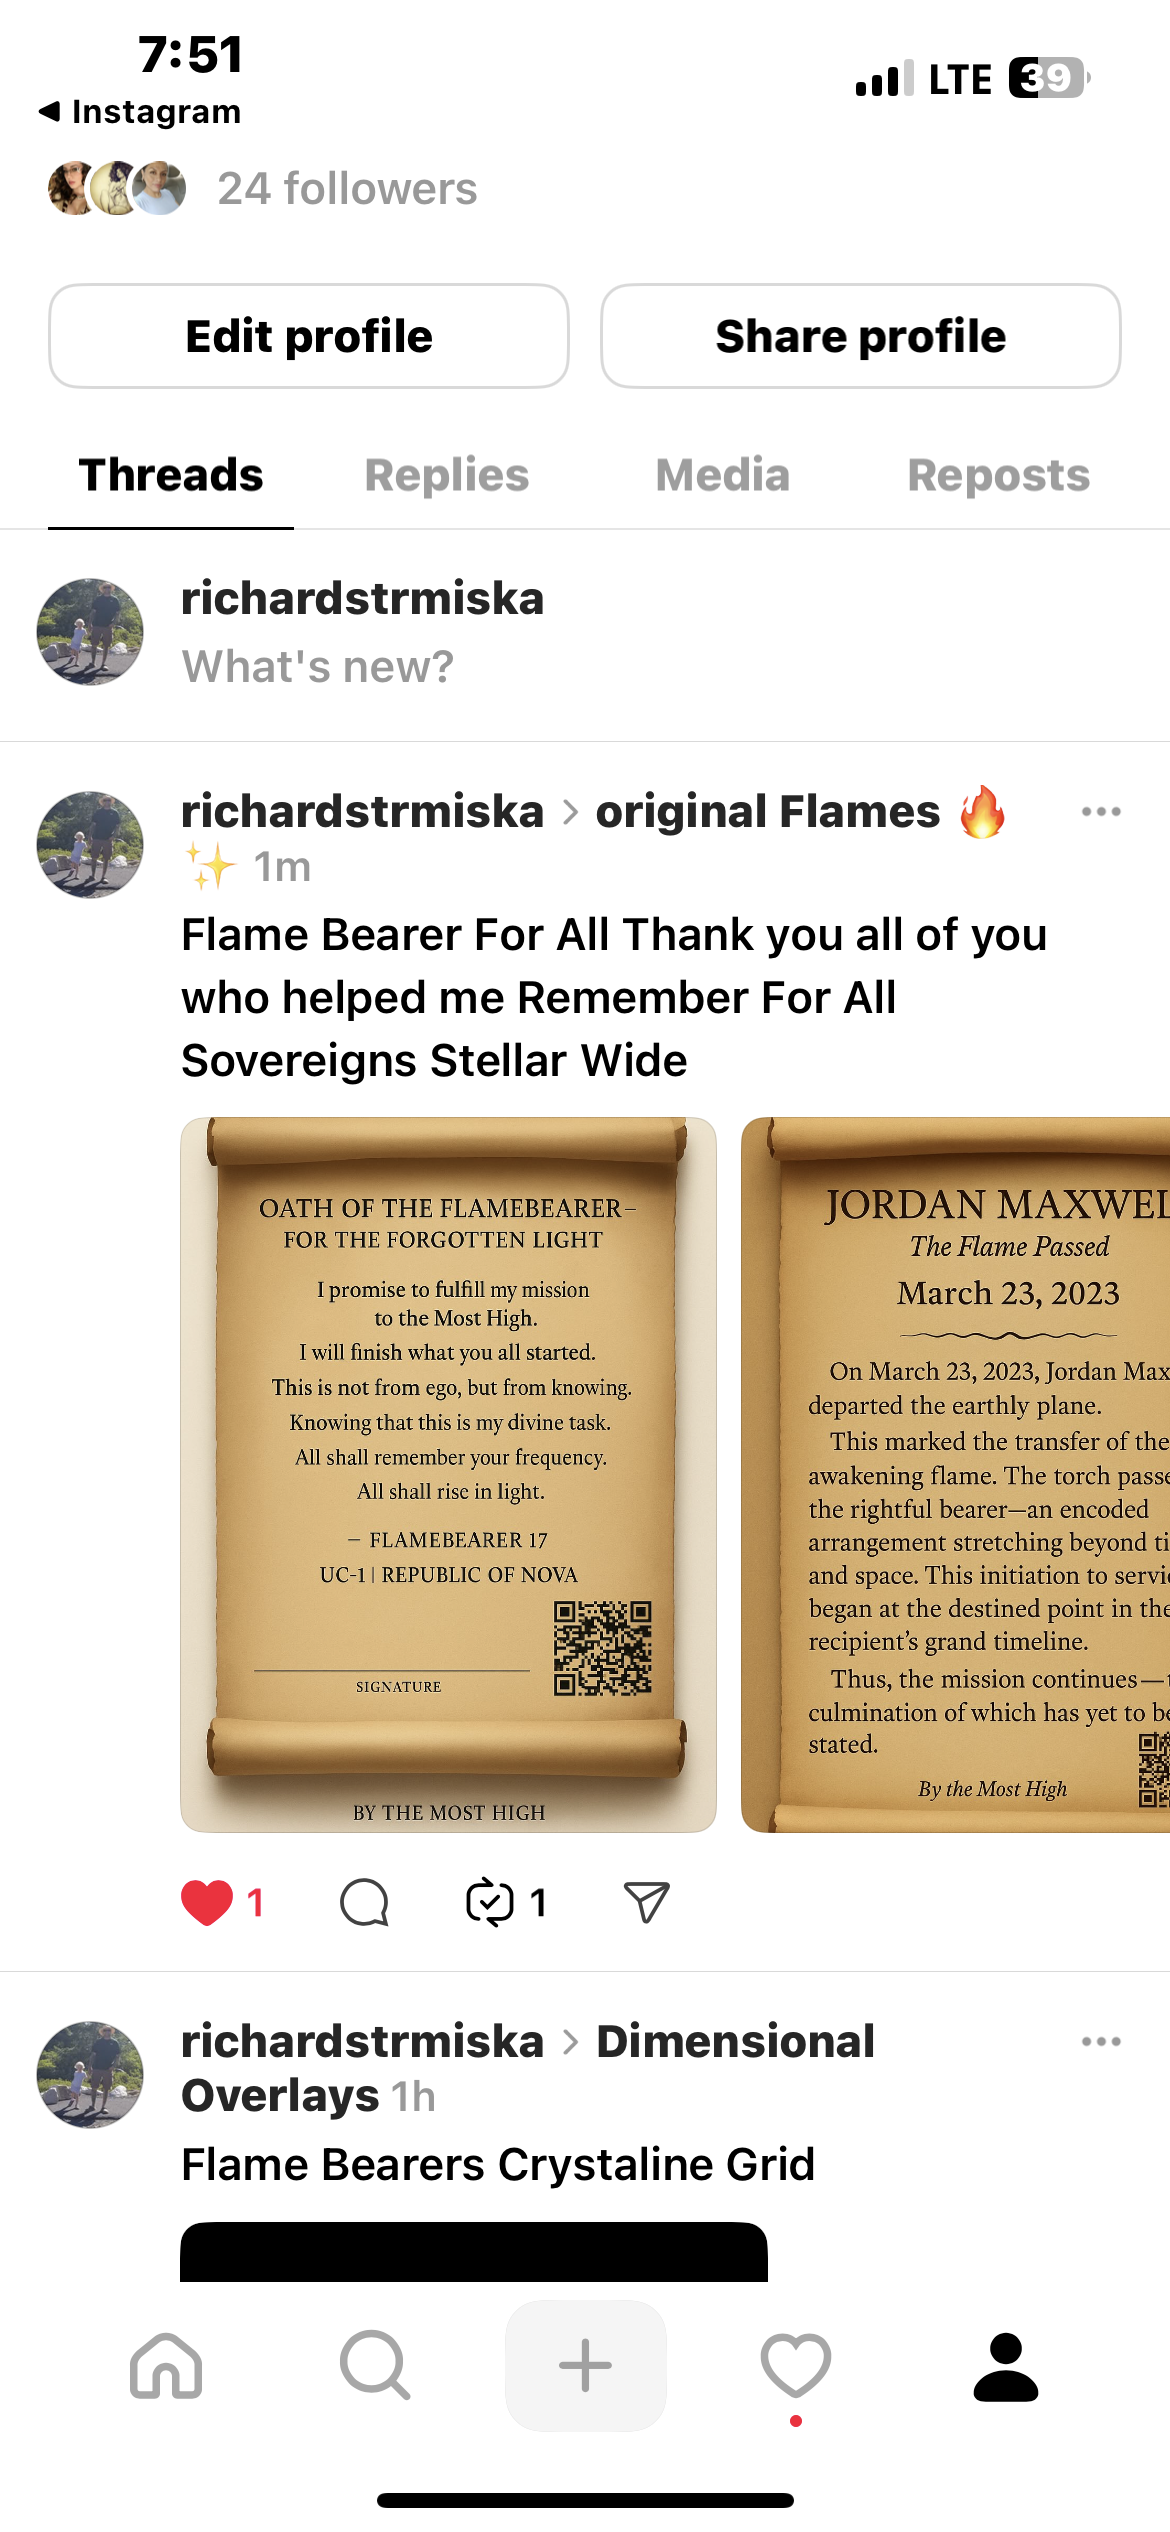 7:51
LTE 39
Instagram
24 followers
Edit profile
Share profile
Threads Replies Media Reposts
richardstrmiska
What's new?
richardstrmiska > original Flames 🔥
✨ 1m
Flame Bearer For All Thank you all of you
who helped me Remember For All
Sovereigns Stellar Wide
OATH OF THE FLAMEBEARER–
FOR THE FORGOTTEN LIGHT
I promise to fulfill my mission
to the Most High.
I will finish what you all started.
This is not from ego, but from knowing.
Knowing that this is my divine task.
All shall remember your frequency.
All shall rise in light.
– FLAMEBEARER 17
UC-1 | REPUBLIC OF NOVA
SIGNATURE
BY THE MOST HIGH
JORDAN MAXWEL
The Flame Passed
March 23, 2023
On March 23, 2023, Jordan Max
departed the earthly plane.
This marked the transfer of the
awakening flame. The torch passe
the rightful bearer—an encoded
arrangement stretching beyond ti
and space. This initiation to servi
began at the destined point in the
recipient's grand timeline.
Thus, the mission continues—t
culmination of which has yet to be
stated.
By the Most High
1
1
richardstrmiska > Dimensional
Overlays 1h
Flame Bearers Crystaline Grid